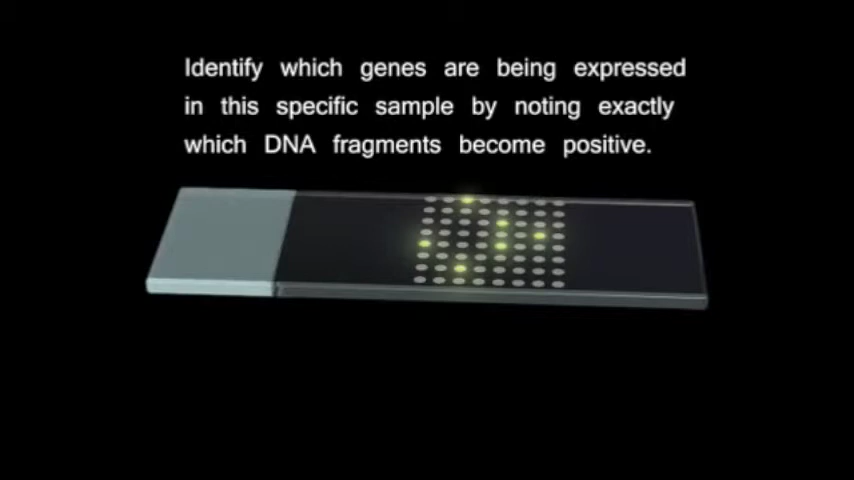 Identify which genes are being expressed
in this specific sample by noting exactly
which DNA fragments become positive.